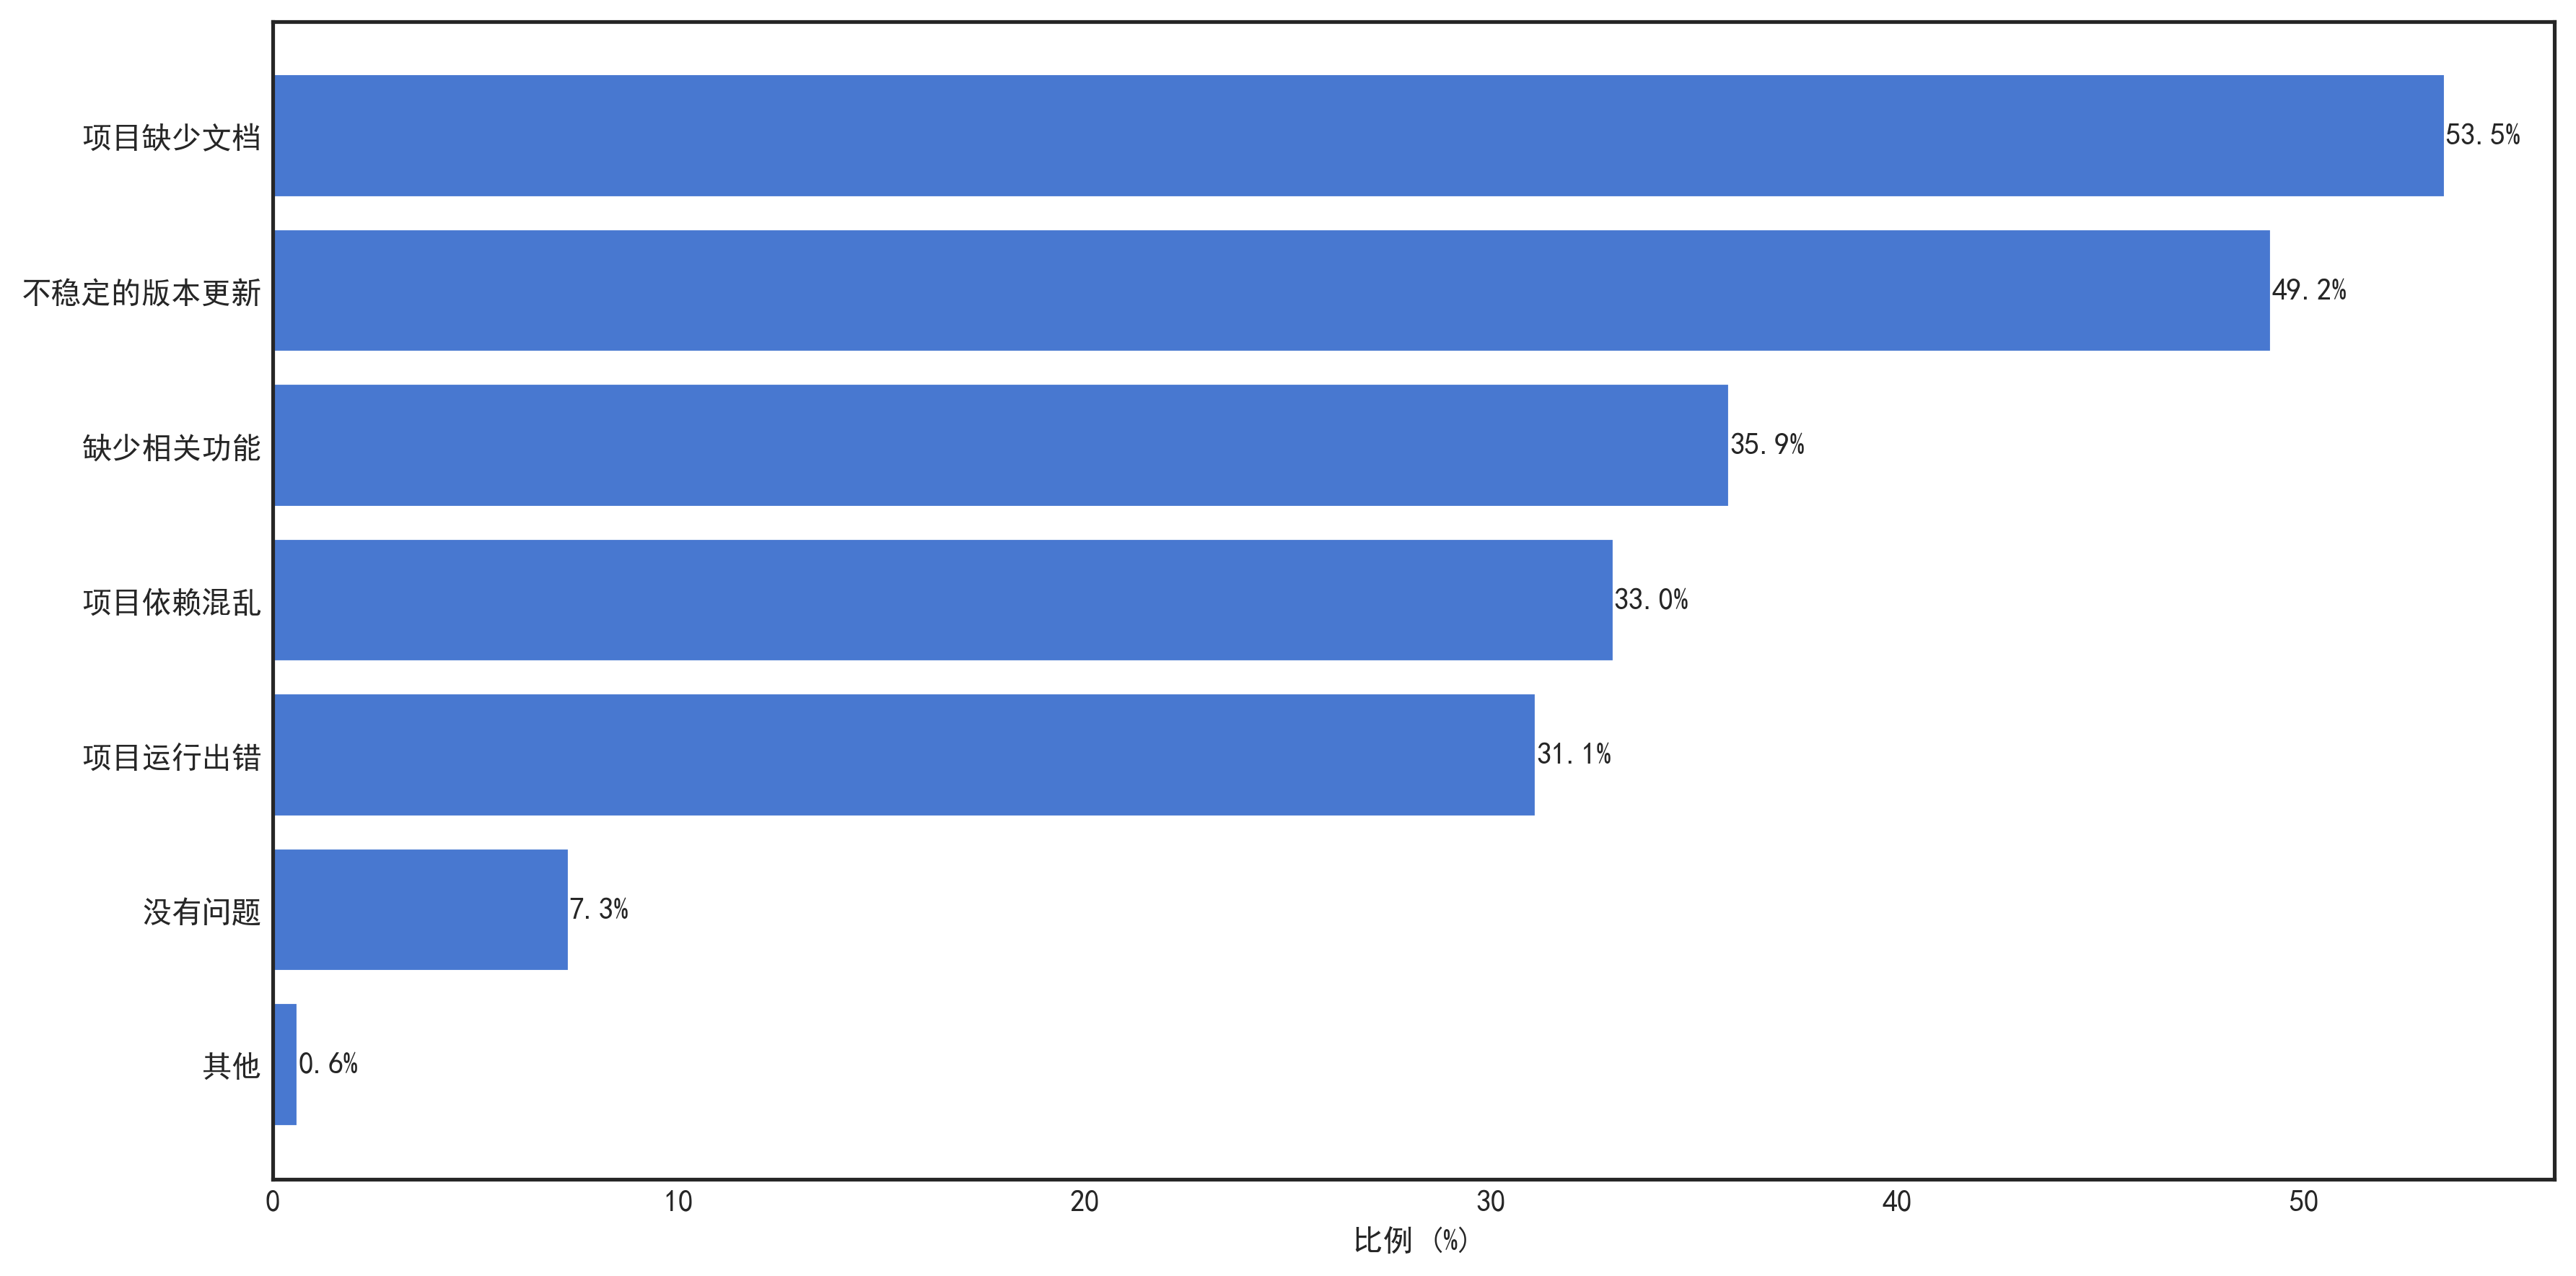 项目缺少文档 53.5%
不稳定的版本更新 49.2%
缺少相关功能 35.9%
项目依赖混乱 33.0%
项目运行出错 31.1%
没有问题 7.3%
其他 0.6%
0 10 20 30 40 50
比例 (%)